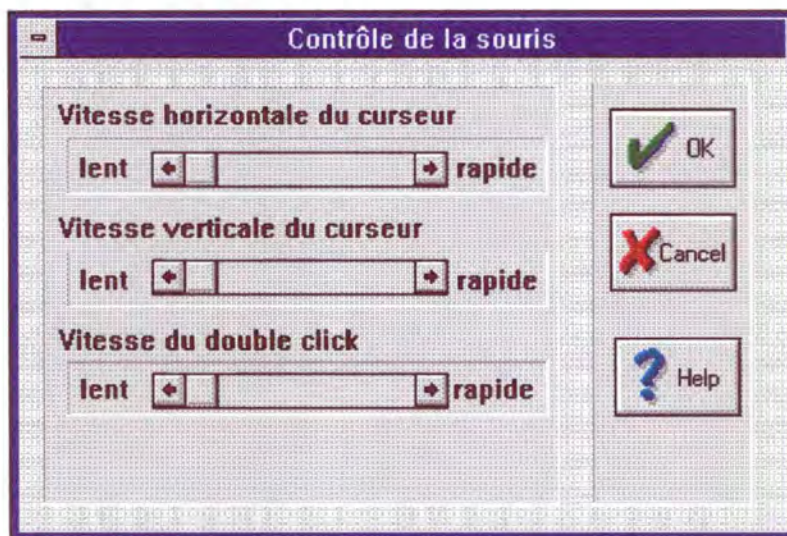 Contrôle de la souris
Vitesse horizontale du curseur
lent rapide
Vitesse verticale du curseur
lent rapide
Vitesse du double click
lent rapide
OK
Cancel
Help